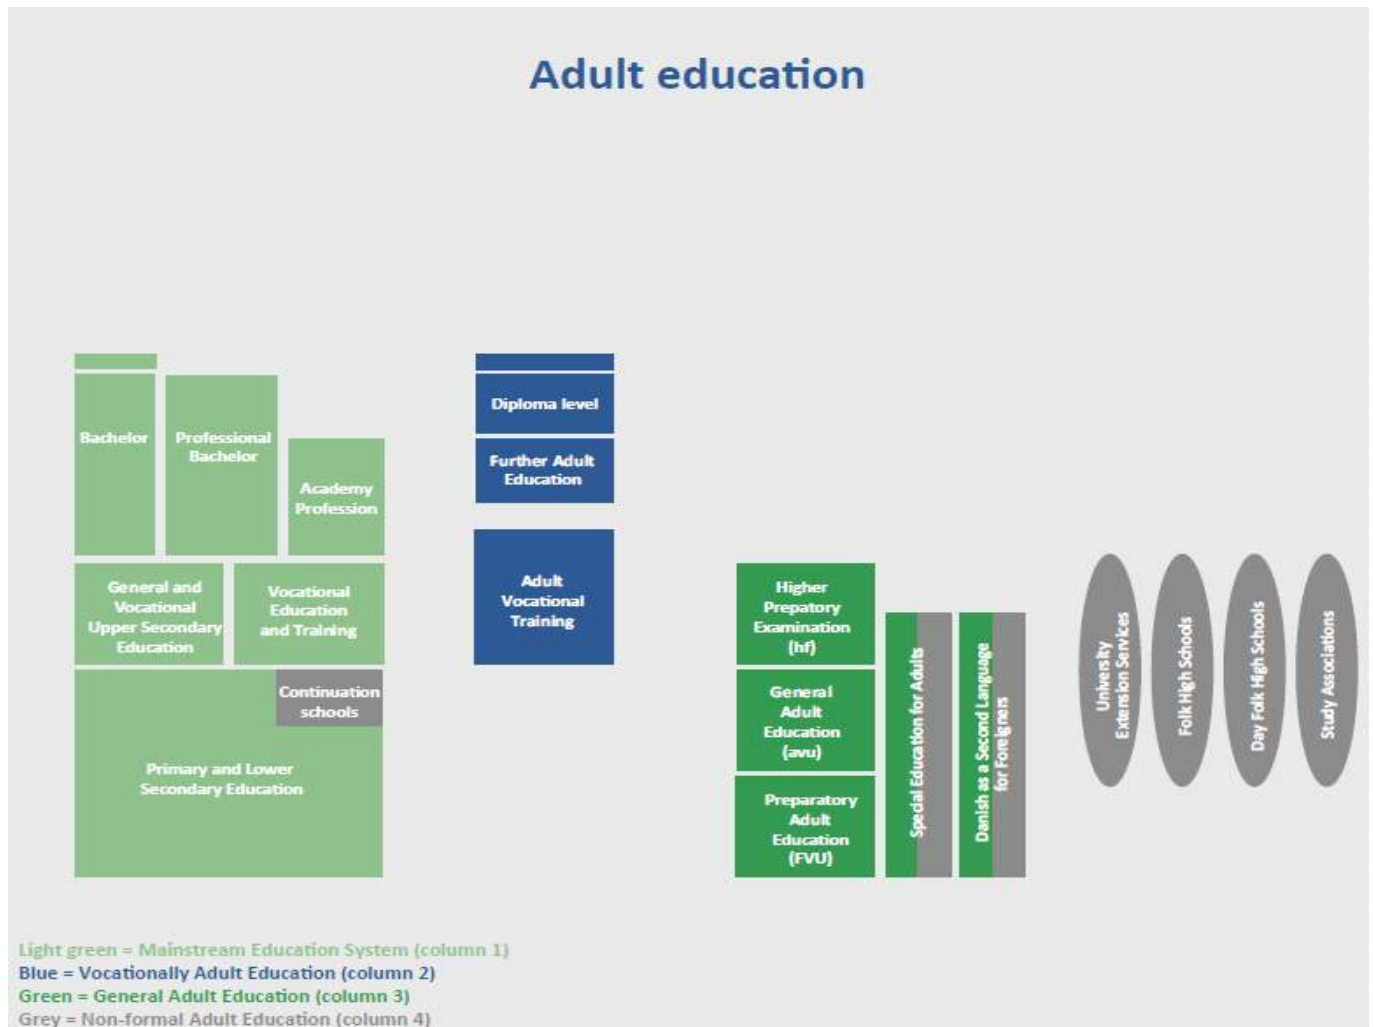 Adult education
Bachelor
Professional
Bachelor
Academy
Profession
General and
Vocational
Upper Secondary
Education
Vocational
Education
and Training
Continuation
schools
Primary and Lower
Secondary Education
Diploma level
Further Adult
Education
Adult
Vocational
Training
Higher
Prepatory
Examination
(hf)
General
Adult
Education
(avu)
Preparatory
Adult
Education
(FVU)
Special Education for Adults
Danish as a Second Language
for Foreigners
University
Extension Services
Folk High Schools
Day Folk High Schools
Study Associations
Light green = Mainstream Education System (column 1)
Blue = Vocationally Adult Education (column 2)
Green = General Adult Education (column 3)
Grey = Non-formal Adult Education (column 4)